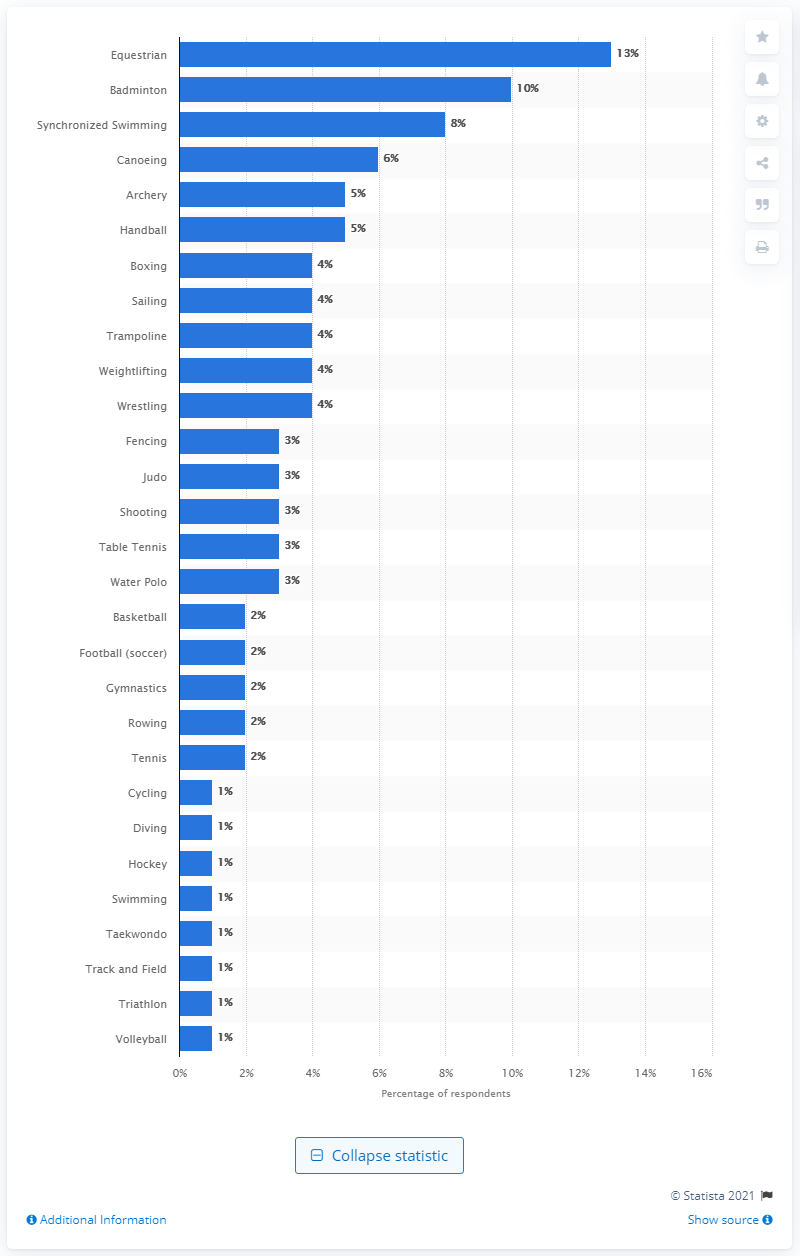 Equestrian 13%
Badminton 10%
Synchronized Swimming 8%
Canoeing 6%
Archery 5%
Handball 5%
Boxing 4%
Sailing 4%
Trampoline 4%
Weightlifting 4%
Wrestling 4%
Fencing 3%
Judo 3%
Shooting 3%
Table Tennis 3%
Water Polo 3%
Basketball 2%
Football (soccer) 2%
Gymnastics 2%
Rowing 2%
Tennis 2%
Cycling 1%
Diving 1%
Hockey 1%
Swimming 1%
Taekwondo 1%
Track and Field 1%
Triathlon 1%
Volleyball 1%
0% 2% 4% 6% 8% 10% 12% 14% 16%
Percentage of respondents
Collapse statistic
© Statista 2021
Additional Information Show source